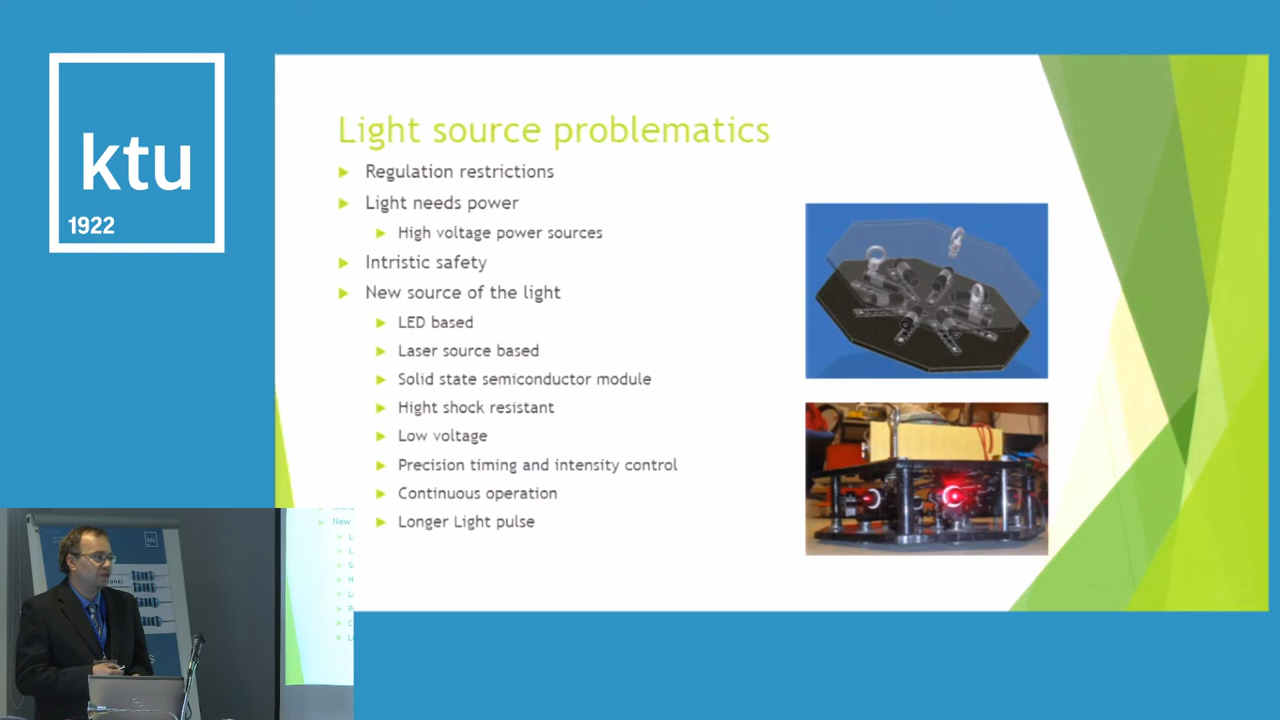 ktu
1922
Light source problematics
Regulation restrictions
Light needs power
High voltage power sources
Intristic safety
New source of the light
LED based
Laser source based
Solid state semiconductor module
Hight shock resistant
Low voltage
Precision timing and intensity control
Continuous operation
Longer Light pulse
New
ktu